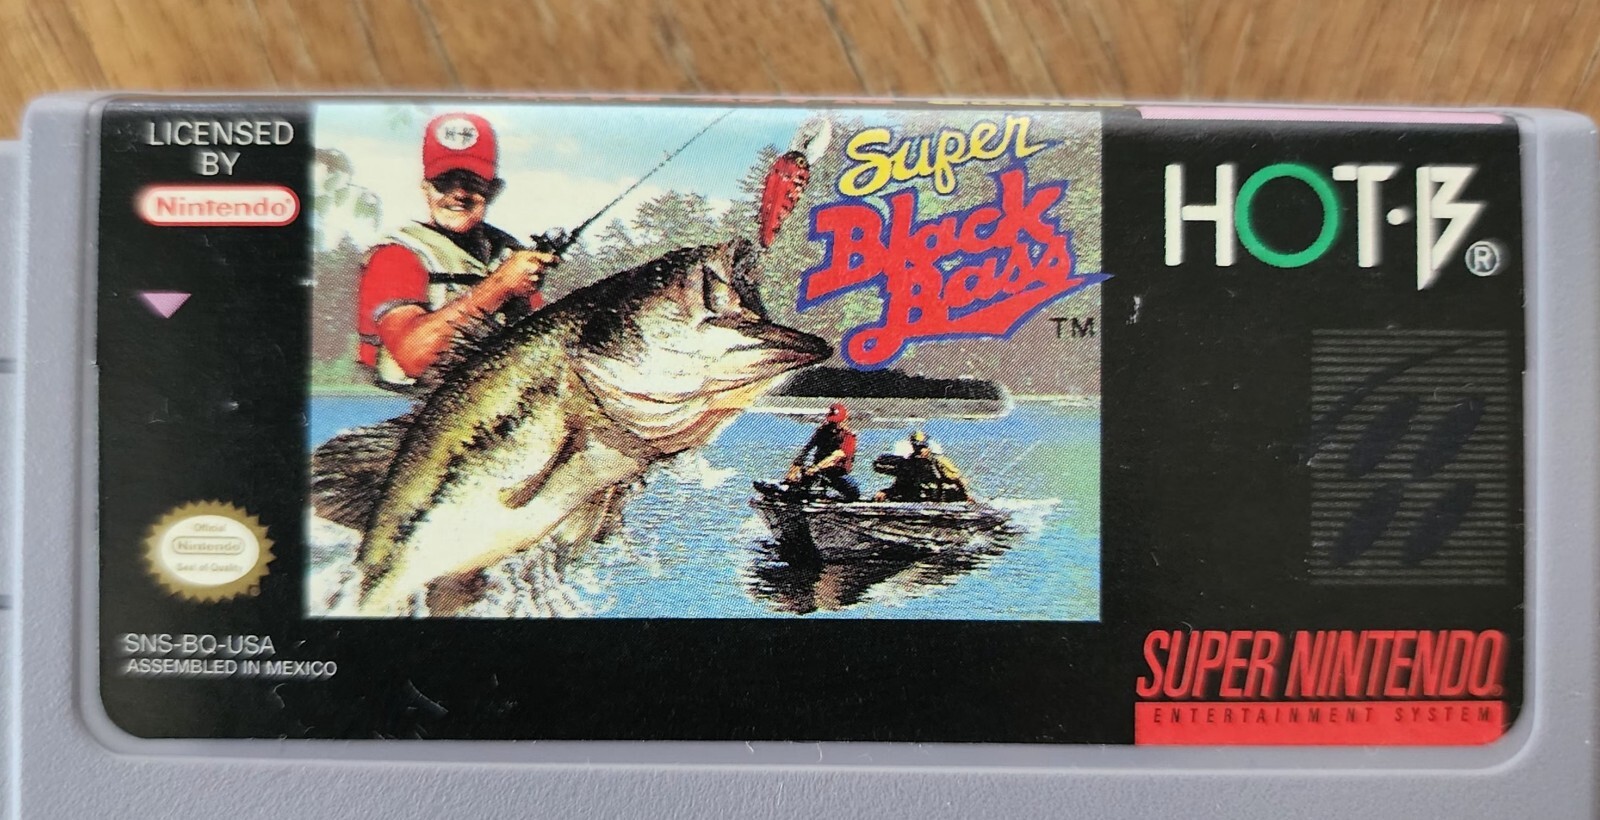 LICENSED
BY
Nintendo®
Super
Black
Bass
TM
HOT·B®
Official
Nintendo
Seal of Quality
SNS-BQ-USA
ASSEMBLED IN MEXICO
SUPER NINTENDO
ENTERTAINMENT SYSTEM